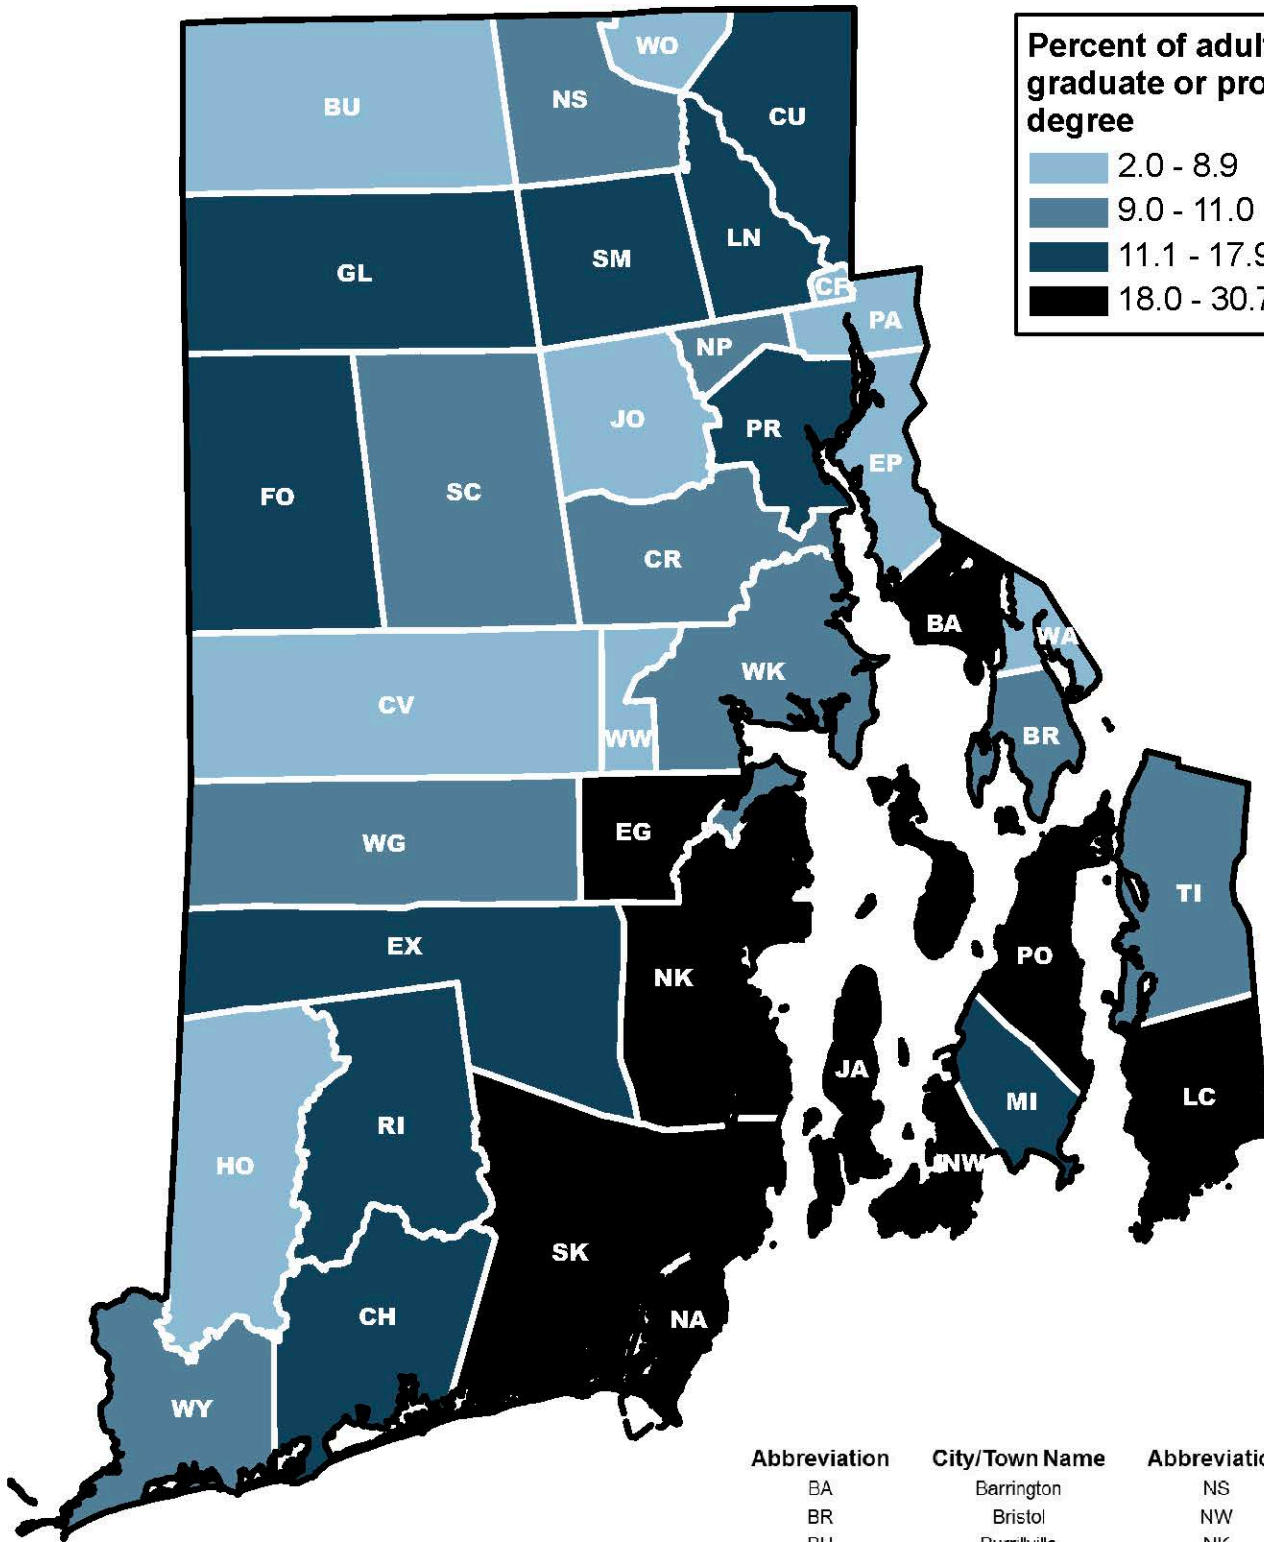 Percent of adul
graduate or pro
degree
2.0 - 8.9
9.0 - 11.0
11.1 - 17.9
18.0 - 30.7
WO
BU
NS
CU
LN
SM
GL
CF
PA
NP
JO
PR
EP
FO
SC
CR
BA
WA
WK
CV
WW
BR
EG
WG
TI
EX
PO
NK
JA
MI
LC
RI
HO
NW
SK
CH
NA
WY
Abbreviation City/Town Name Abbreviatio
BA Barrington NS
BR Bristol NW
BU Burrillville NK